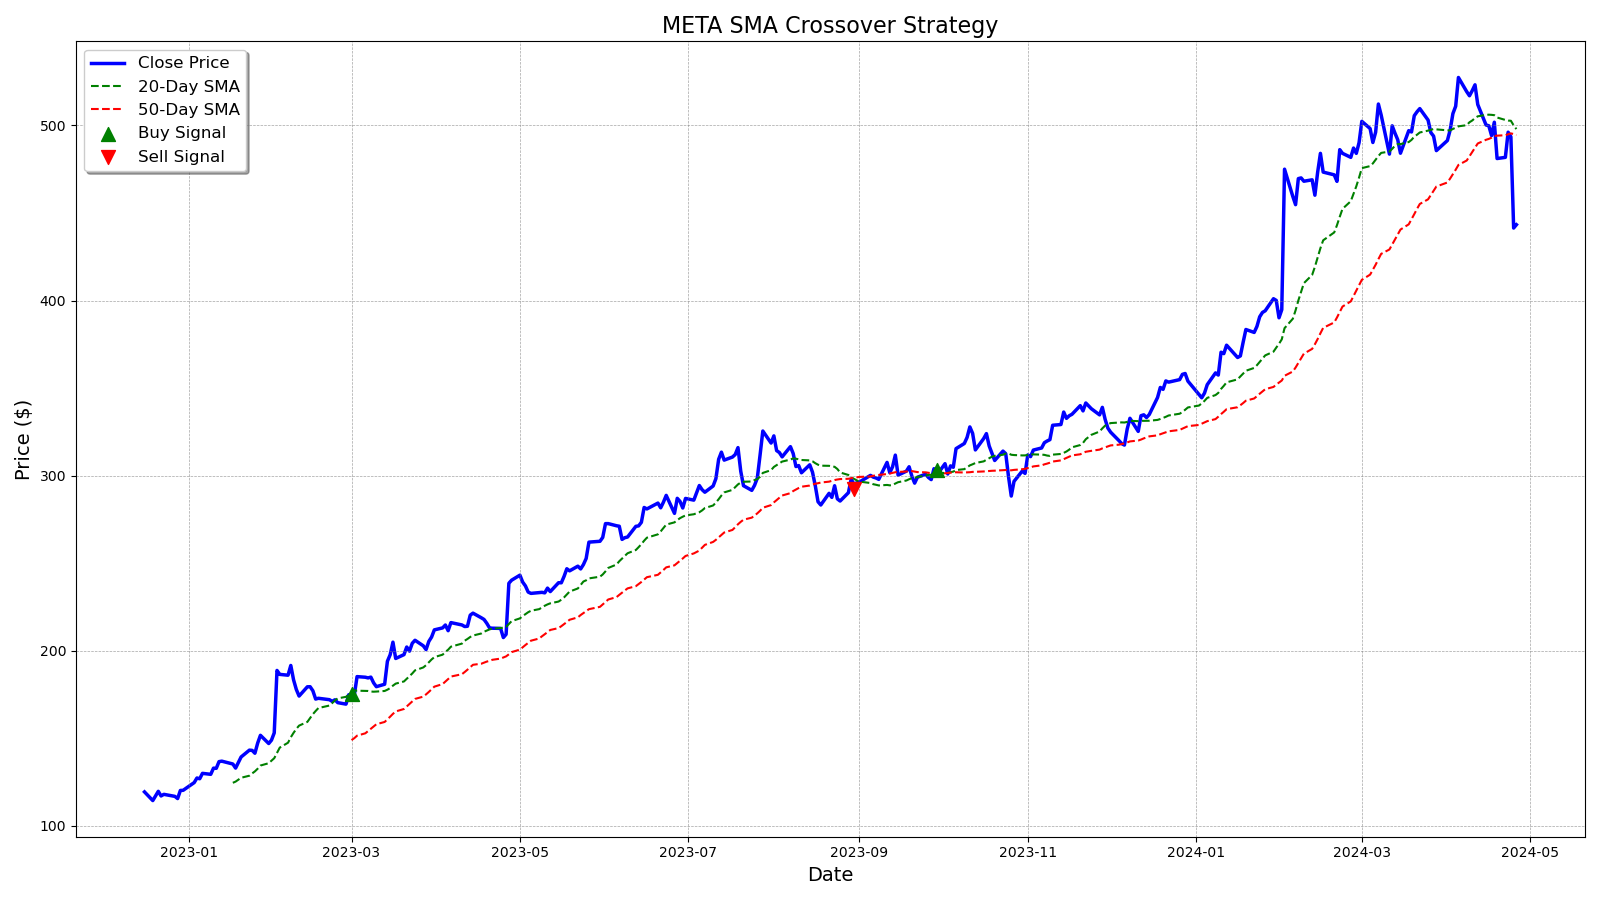 META SMA Crossover Strategy
Close Price
20-Day SMA
50-Day SMA
Buy Signal
Sell Signal
Price ($)
500
400
300
200
100
2023-01 2023-03 2023-05 2023-07 2023-09 2023-11 2024-01 2024-03 2024-05
Date